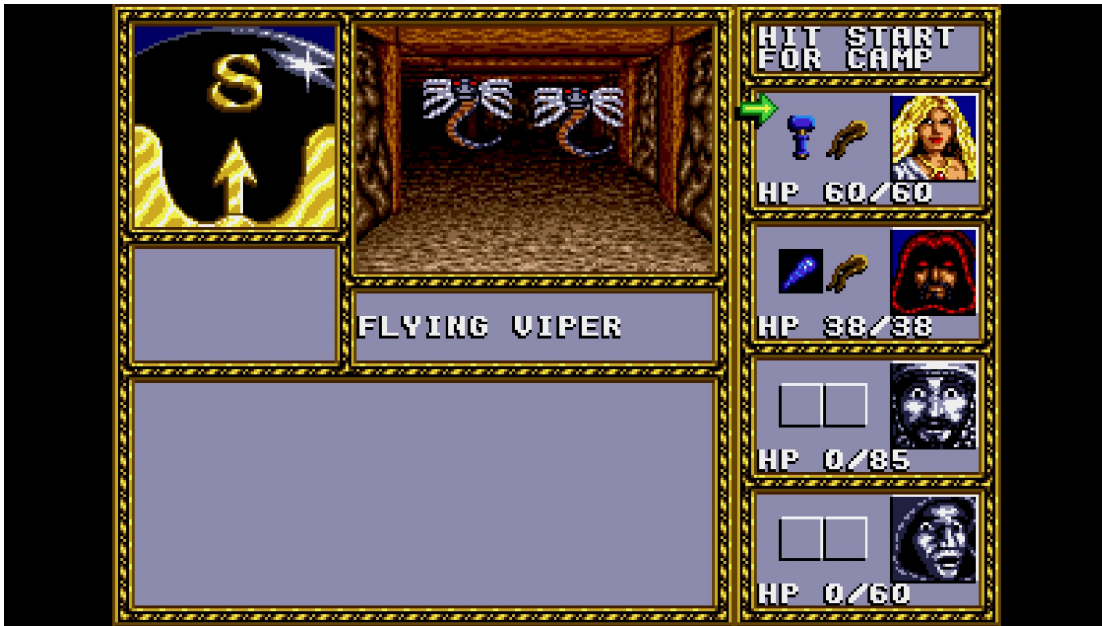 S
HIT START
FOR CAMP
HP 60/60
FLYING VIPER
HP 38/38
HP 0/85
HP 0/60